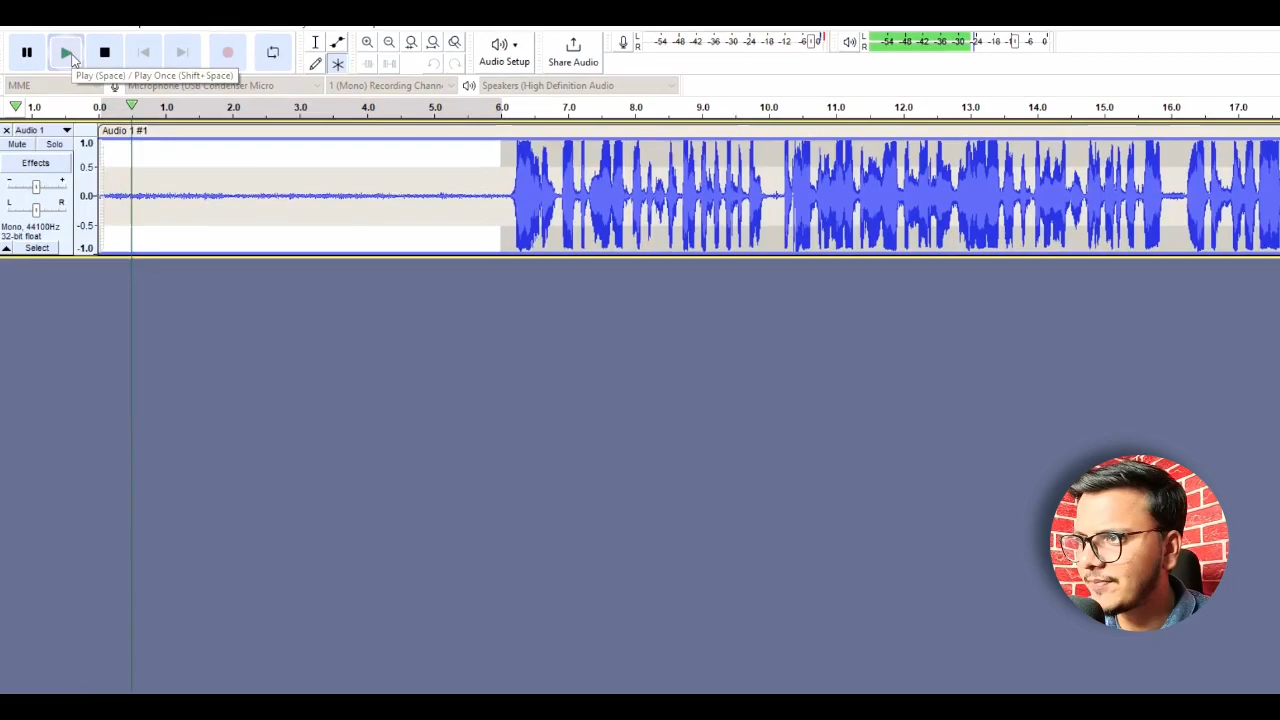 -54 -48 -42 -36 -30 -24 -18 -12 -6 0
-54 -48 -42 -36 -30 -24 -18 -12 -6 0
L
R
L
R
Audio Setup
Share Audio
Play (Space) / Play Once (Shift+Space)
MME
Microphone (USB Condenser Micro
1 (Mono) Recording Chann
Speakers (High Definition Audio
1.0 0.0 1.0 2.0 3.0 4.0 5.0 6.0 7.0 8.0 9.0 10.0 11.0 12.0 13.0 14.0 15.0 16.0 17.0
Audio 1
Audio 1 #1
Mute Solo
Effects
- +
L R
Mono, 44100Hz
32-bit float
Select
1.0
0.5
0.0
-0.5
-1.0